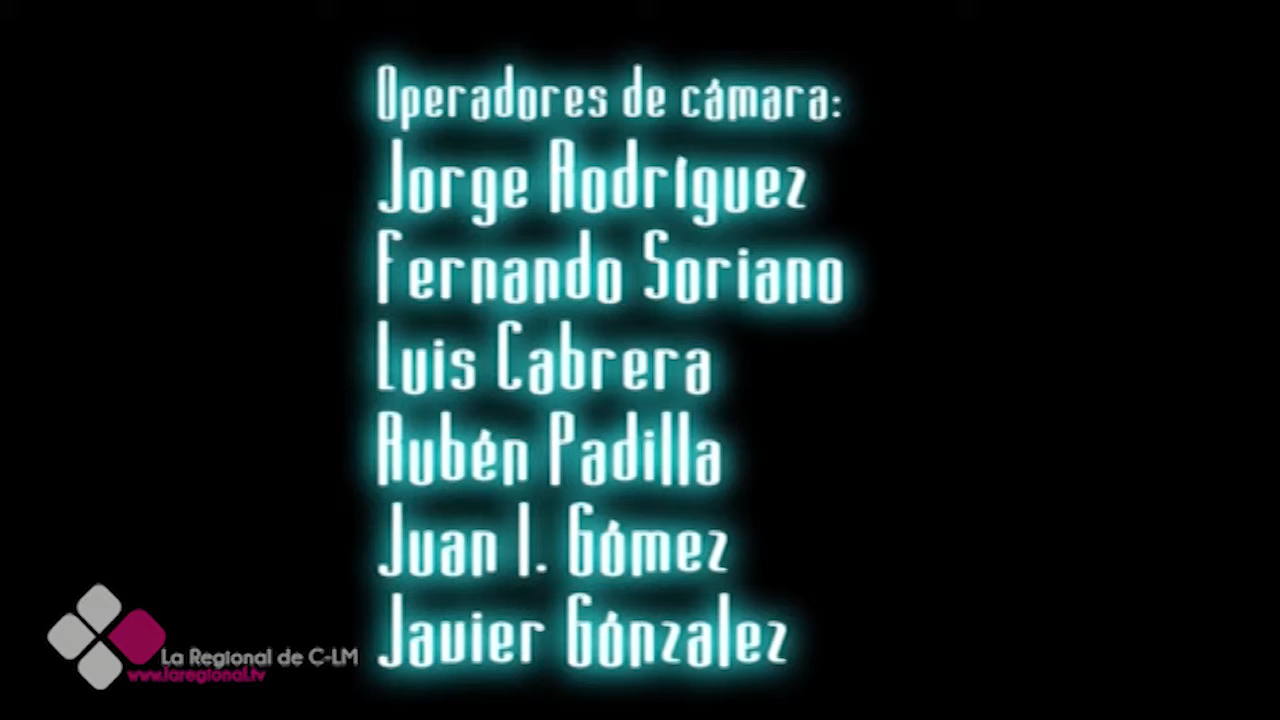 Operadores de cámara:
Jorge Rodríguez
Fernando Soriano
Luis Cabrera
Rubén Padilla
Juan I. Gómez
Javier Gónzalez
La Regional de C-LM
www.laregional.tv